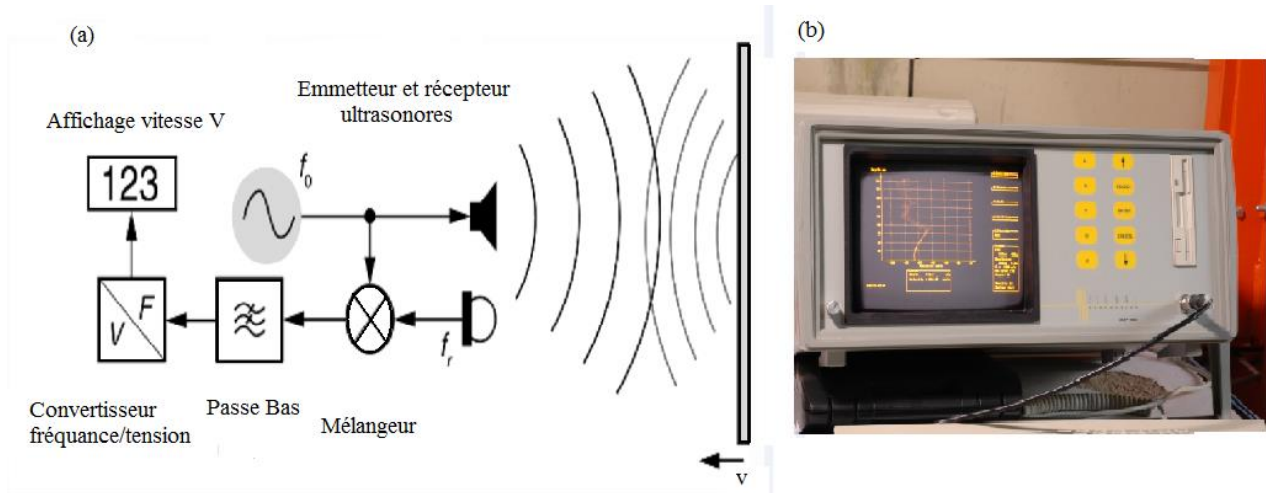 (a)
(b)
Emmetteur et récepteur
ultrasonores
Affichage vitesse V
f0
123
F
V
fr
Convertisseur
fréquance/tension
Passe Bas
Mélangeur
v